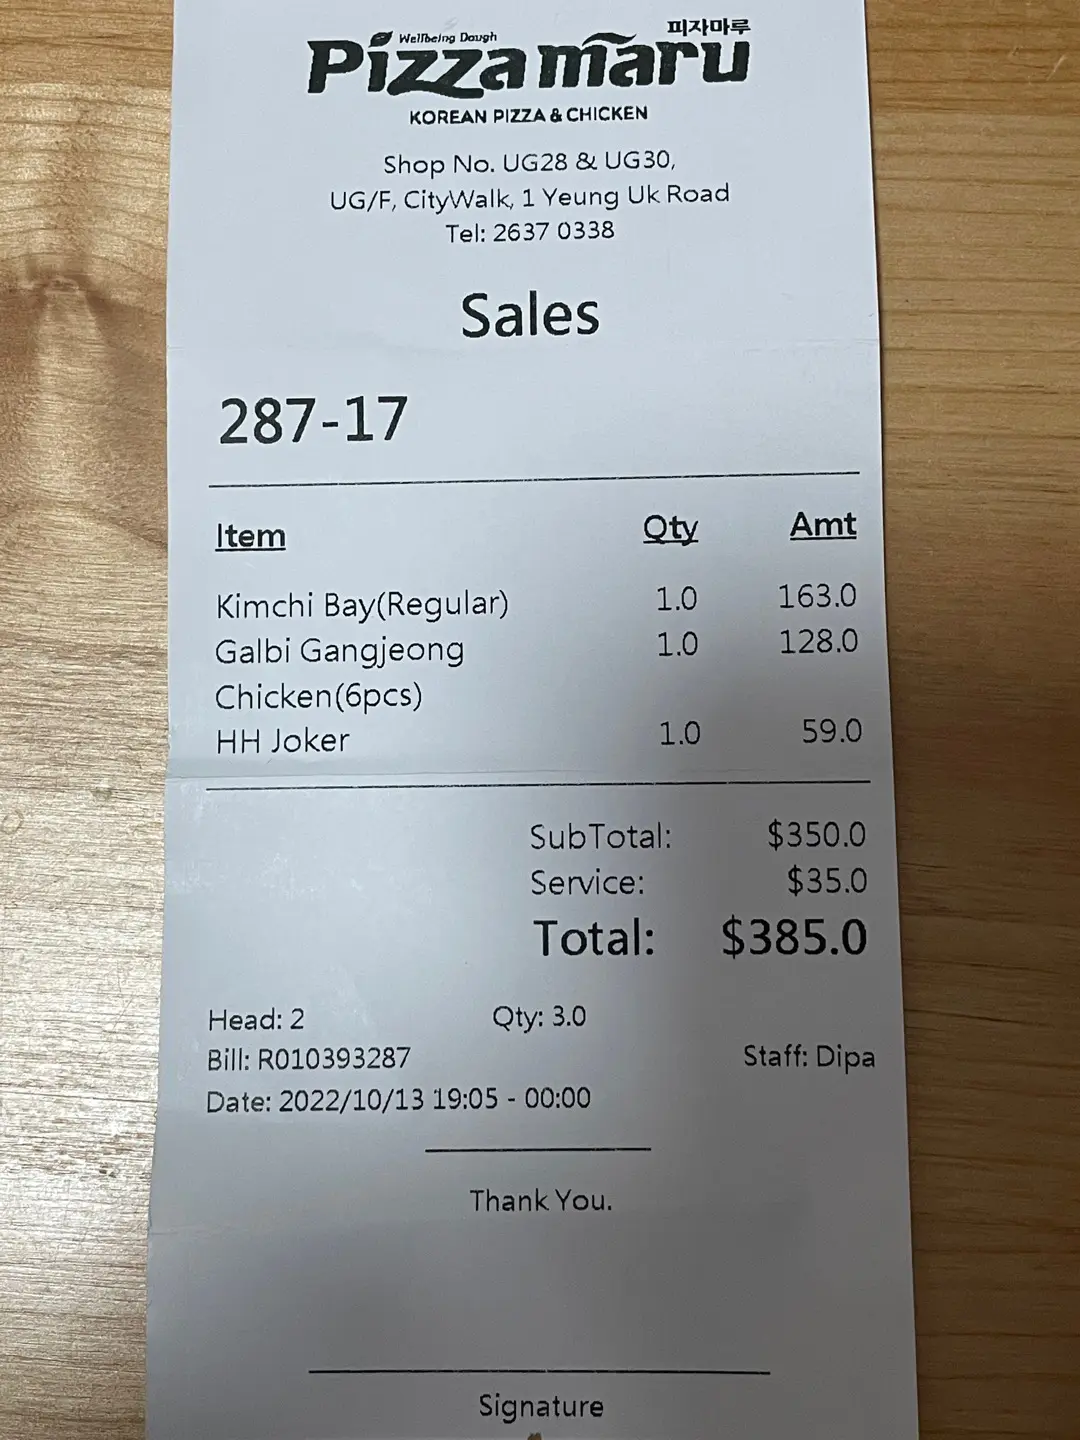 Wellbeing Dough 피자마루
Pizza maru
KOREAN PIZZA & CHICKEN
Shop No. UG28 & UG30,
UG/F, CityWalk, 1 Yeung Uk Road
Tel: 2637 0338
Sales
287-17
Item Qty Amt
Kimchi Bay(Regular) 1.0 163.0
Galbi Gangjeong 1.0 128.0
Chicken(6pcs)
HH Joker 1.0 59.0
SubTotal: $350.0
Service: $35.0
Total: $385.0
Head: 2 Qty: 3.0
Bill: R010393287 Staff: Dipa
Date: 2022/10/13 19:05 - 00:00
Thank You.
Signature